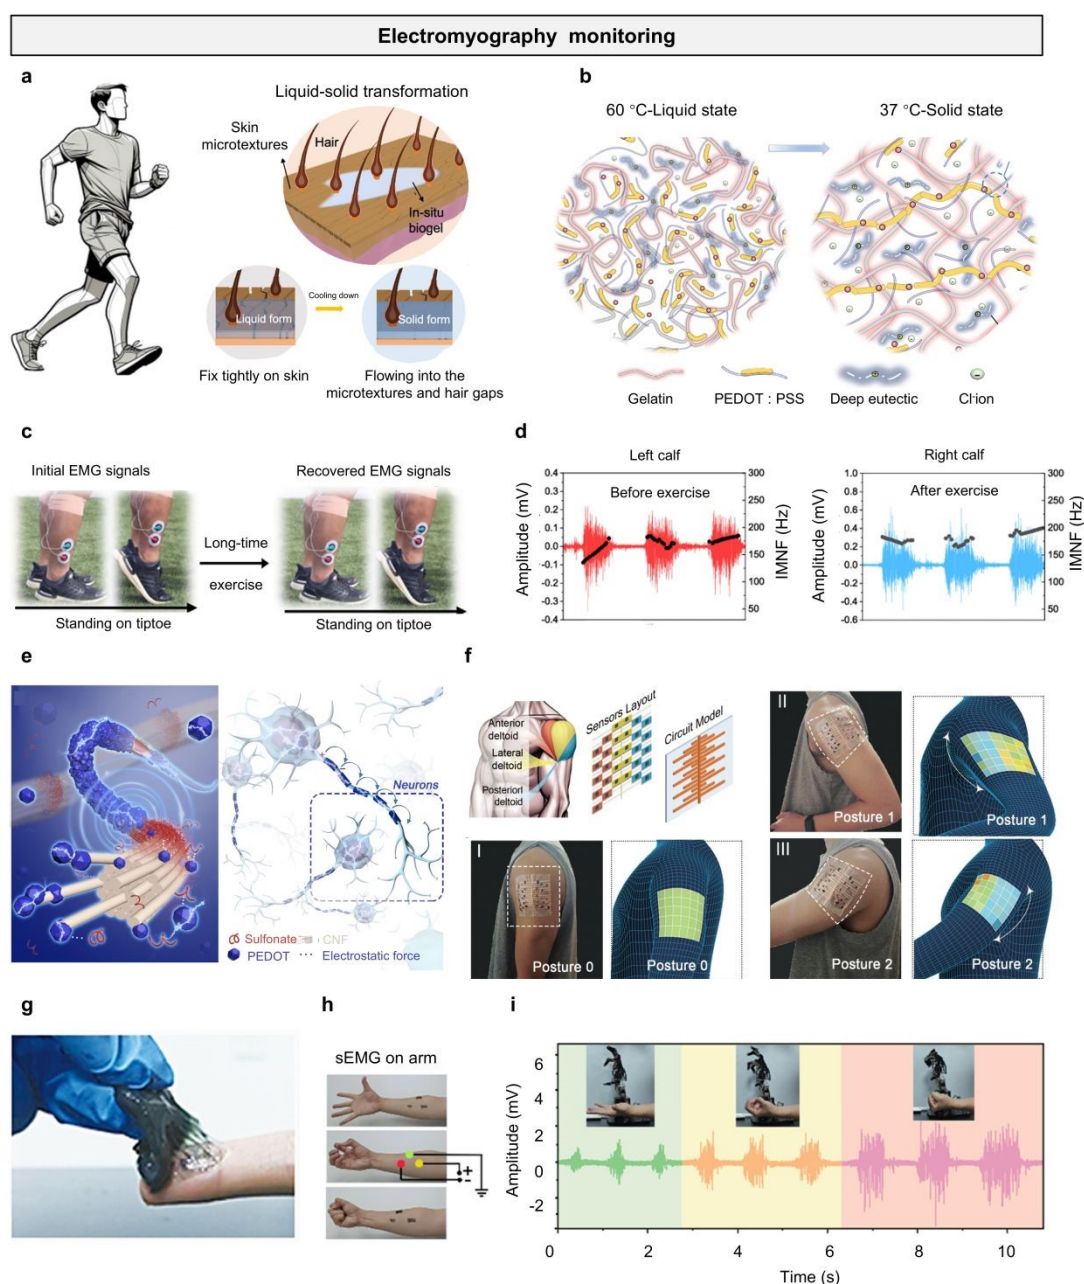 Electromyography monitoring
a
Liquid-solid transformation
Skin
microtextures
Hair
In-situ
biogel
Liquid form
Cooling down
Solid form
Fix tightly on skin
Flowing into the
microtextures and hair gaps
b
60 °C-Liquid state
37 °C-Solid state
Gelatin
PEDOT : PSS
Deep eutectic
Cl-ion
c
Initial EMG signals
Recovered EMG signals
Long-time
exercise
Standing on tiptoe
Standing on tiptoe
d
Left calf
Before exercise
Amplitude (mV)
0.4
0.3
0.2
0.1
0.0
-0.1
-0.2
-0.3
-0.4
300
250
200
150
100
50
IMNF (Hz)
Right calf
After exercise
Amplitude (mV)
1.0
0.8
0.6
0.4
0.2
0.0
-0.2
-0.4
-0.6
300
250
200
150
100
50
IMNF (Hz)
e
Neurons
Sulfonate
CNF
PEDOT
Electrostatic force
f
Anterior
deltoid
Lateral
deltoid
Posteriori
deltoid
Sensors Layout
Circuit Model
I
Posture 0
Posture 0
II
Posture 1
Posture 1
III
Posture 2
Posture 2
g
h
sEMG on arm
+
-
i
Amplitude (mV)
6
4
2
0
-2
0
2
4
6
8
10
Time (s)